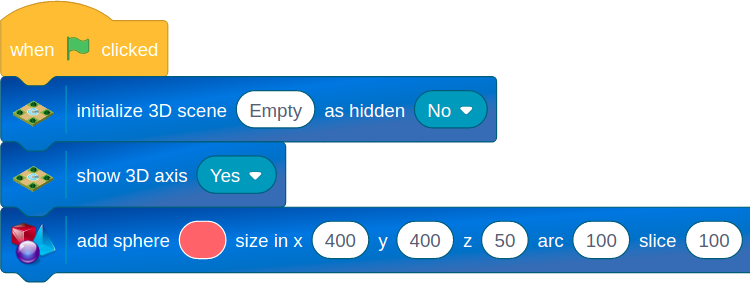 when clicked
initialize 3D scene Empty as hidden No
show 3D axis Yes
add sphere size in x 400 y 400 z 50 arc 100 slice 100